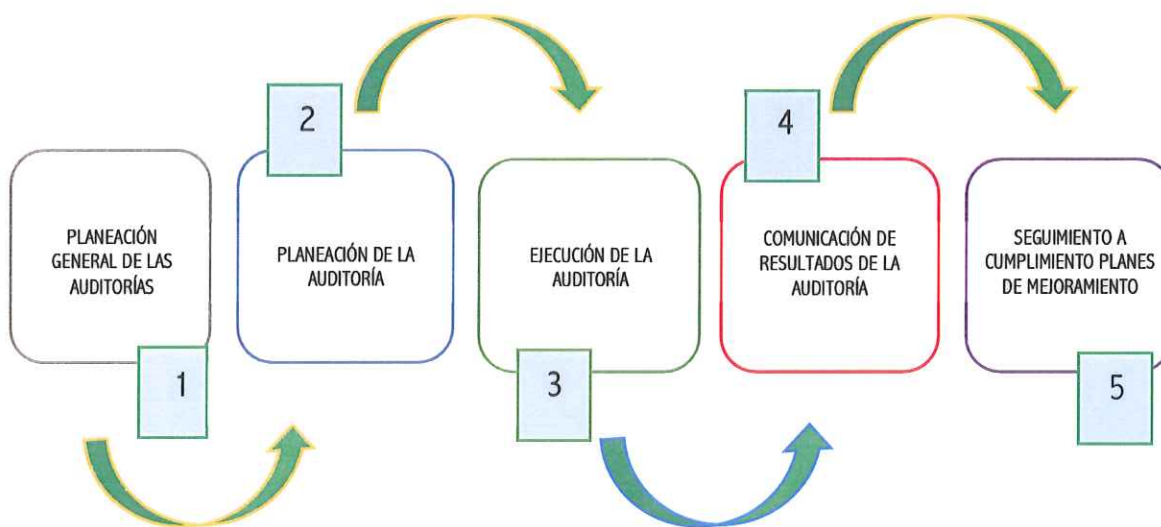 1
PLANEACIÓN
GENERAL DE LAS
AUDITORÍAS
2
PLANEACIÓN DE LA
AUDITORÍA
3
EJECUCIÓN DE LA
AUDITORÍA
4
COMUNICACIÓN DE
RESULTADOS DE LA
AUDITORÍA
5
SEGUIMIENTO A
CUMPLIMIENTO PLANES
DE MEJORAMIENTO